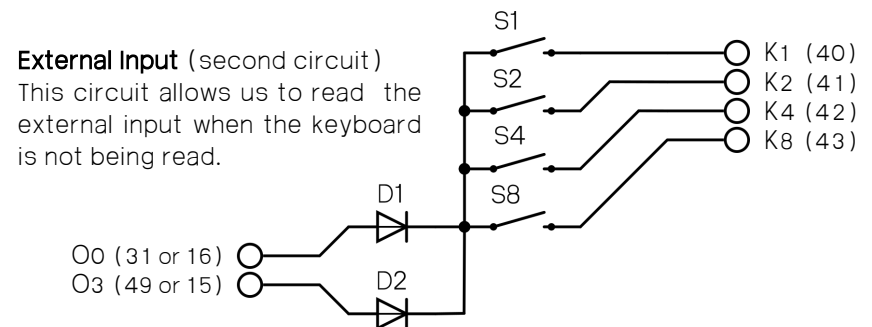 External Input (second circuit)
This circuit allows us to read the
external input when the keyboard
is not being read.
S1
S2
S4
S8
K1 (40)
K2 (41)
K4 (42)
K8 (43)
D1
D2
O0 (31 or 16)
O3 (49 or 15)